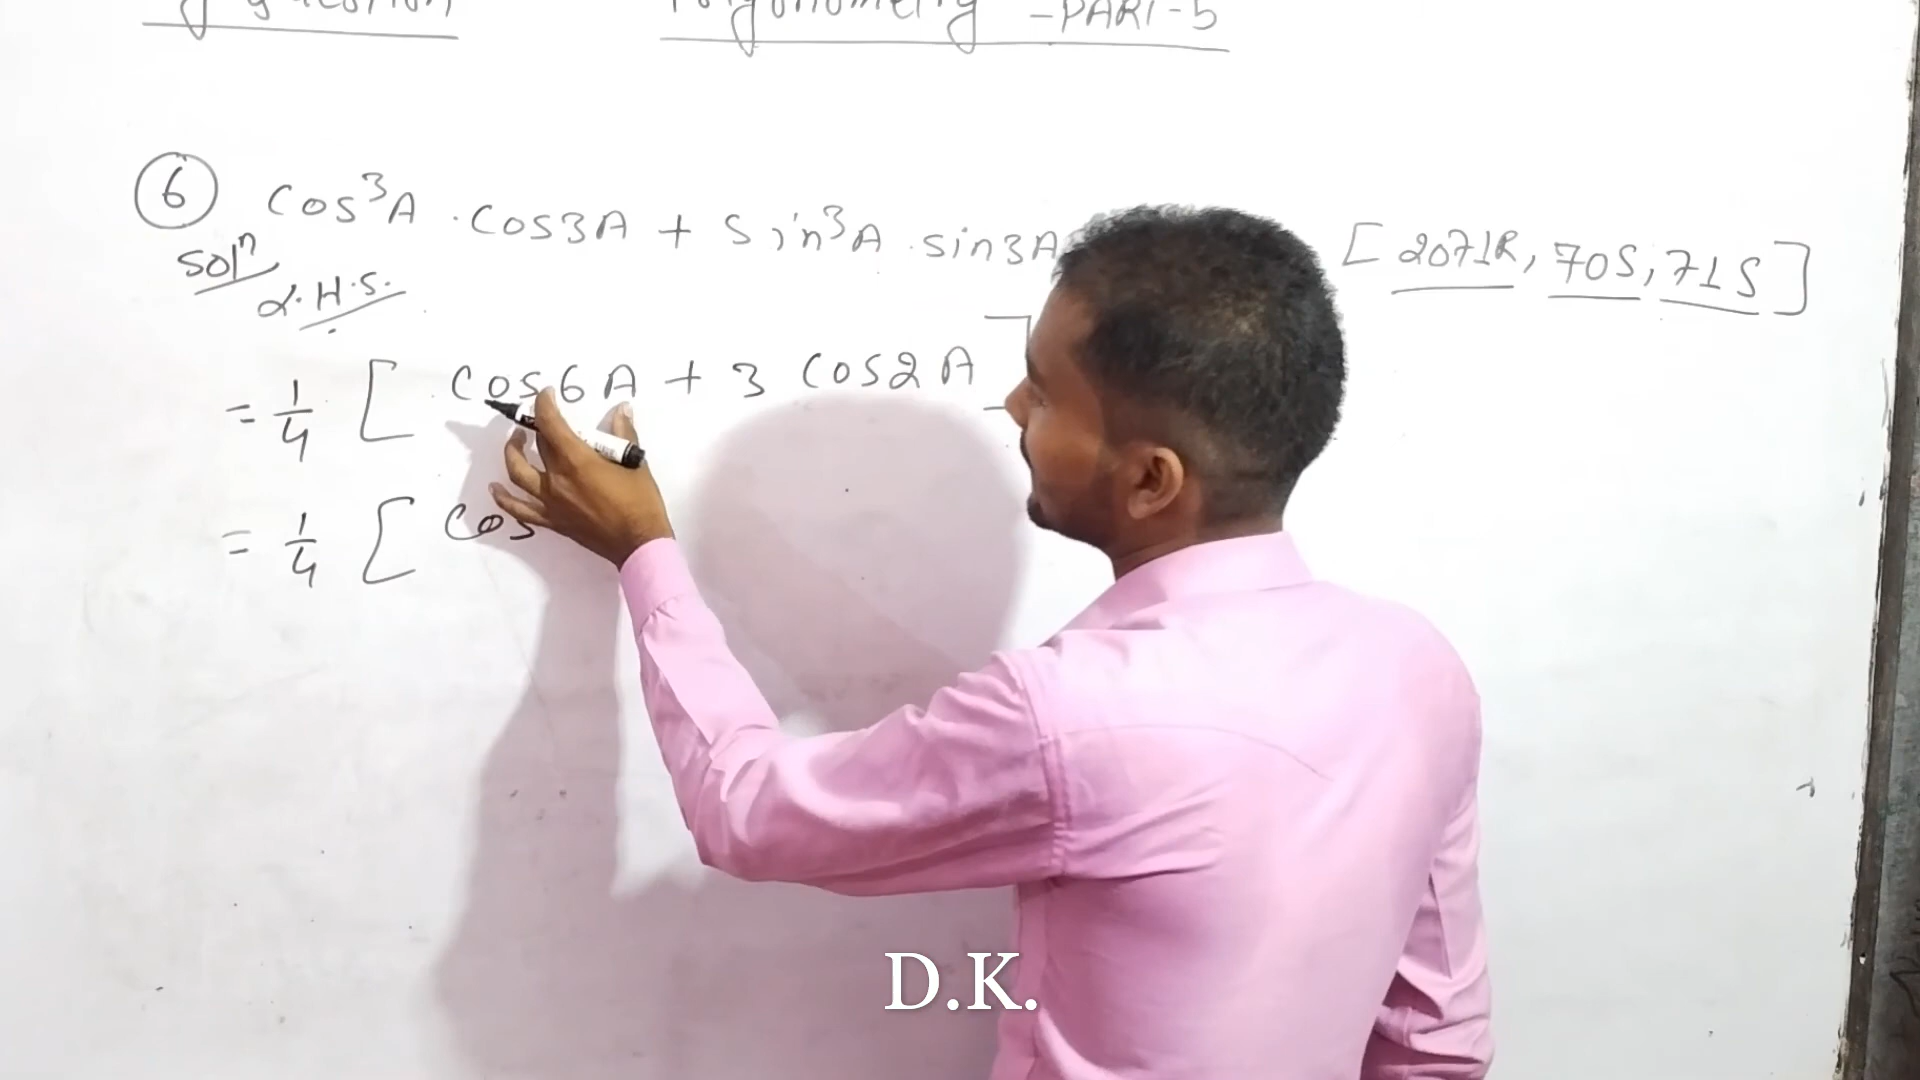 Trigonometry - PART-5
⑥ Cos³A . Cos3A + Sin³A . sin3A [2071R, 70S, 71S]
Solⁿ
L.H.S.
= 1/4 [ Cos6A + 3 Cos2A ]
= 1/4 [ Cos
D.K.